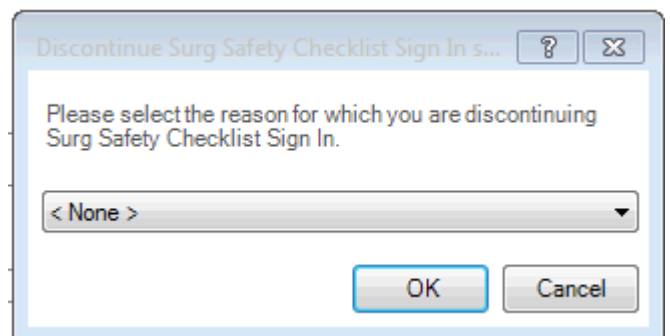 Discontinue Surg Safety Checklist Sign In s...
Please select the reason for which you are discontinuing
Surg Safety Checklist Sign In.
< None >
OK
Cancel